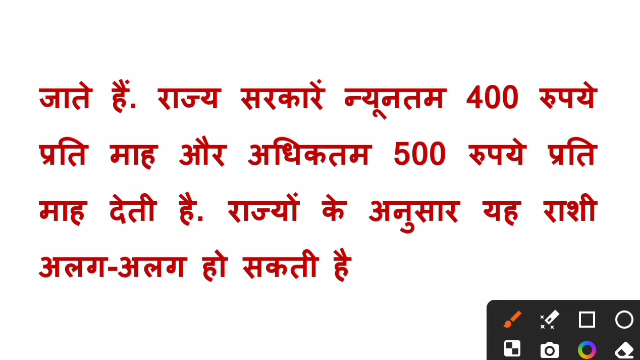 जाते हैं. राज्य सरकारें न्यूनतम 400 रुपये
प्रति माह और अधिकतम 500 रुपये प्रति
माह देती है. राज्यों के अनुसार यह राशी
अलग-अलग हो सकती है